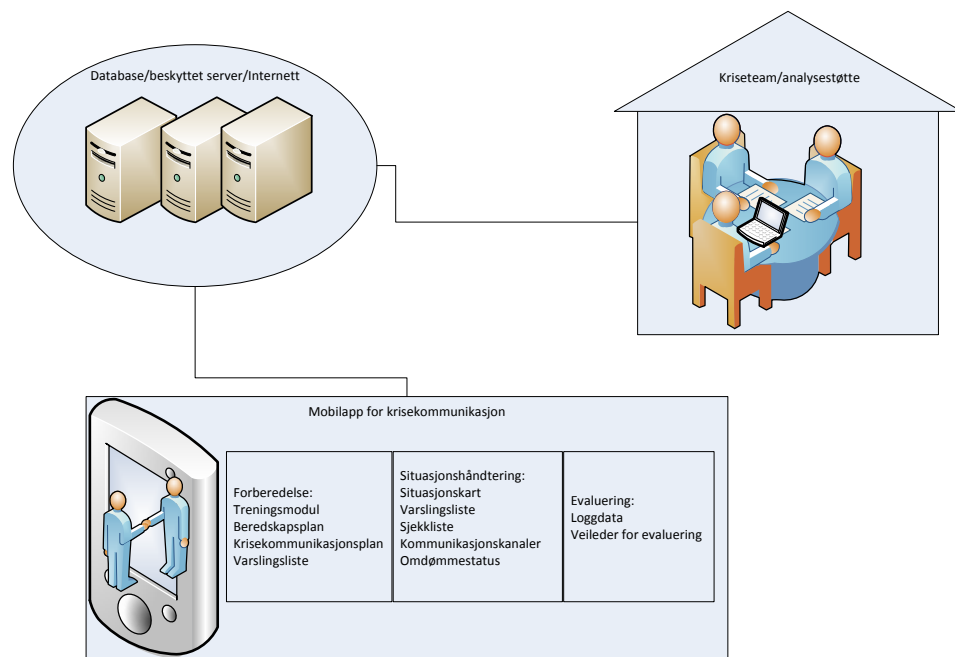 Database/beskyttet server/Internett
Kriseteam/analysestøtte
Mobilapp for krisekommunikasjon
Forberedelse:
Treningsmodul
Beredskapsplan
Krisekommunikasjonsplan
Varslingsliste
Situasjonshåndtering:
Situasjonskart
Varslingsliste
Sjekkliste
Kommunikasjonskanaler
Omdømmestatus
Evaluering:
Loggdata
Veileder for evaluering